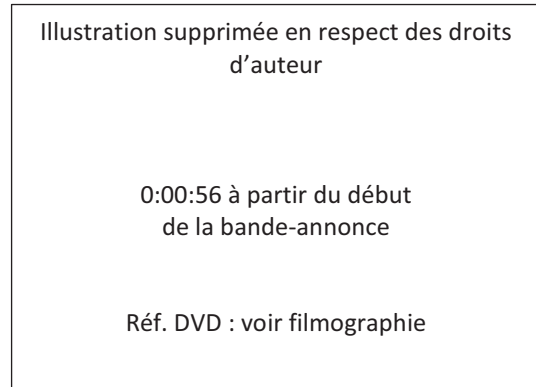 Illustration supprimée en respect des droits
d’auteur
0:00:56 à partir du début
de la bande-annonce
Réf. DVD : voir filmographie